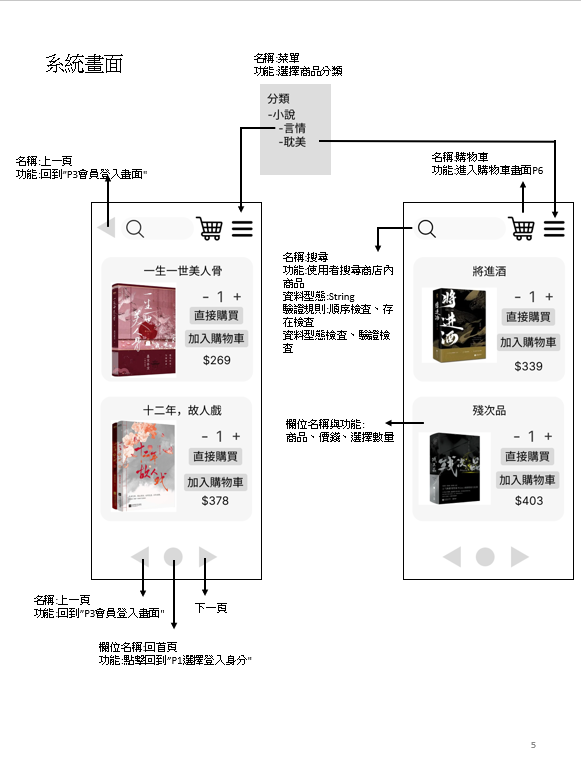 系統畫面
名稱:菜單
功能:選擇商品分類
分類
-小說
-言情
-耽美
名稱:上一頁
功能:回到"P3會員登入畫面"
名稱:購物車
功能:進入購物車畫面P6
一生一世美人骨
- 1 +
直接購買
加入購物車
$269
十二年，故人戲
- 1 +
直接購買
加入購物車
$378
名稱:搜尋
功能:使用者搜尋商店內
商品
資料型態:String
驗證規則:順序檢查、存
在檢查
資料型態檢查、驗證檢
查
欄位名稱與功能:
商品、價錢、選擇數量
將進酒
將進酒
- 1 +
直接購買
加入購物車
$339
殘次品
- 1 +
直接購買
加入購物車
$403
名稱:上一頁
功能:回到"P3會員登入畫面"
下一頁
欄位名稱:回首頁
功能:點擊回到"P1選擇登入身分"
5